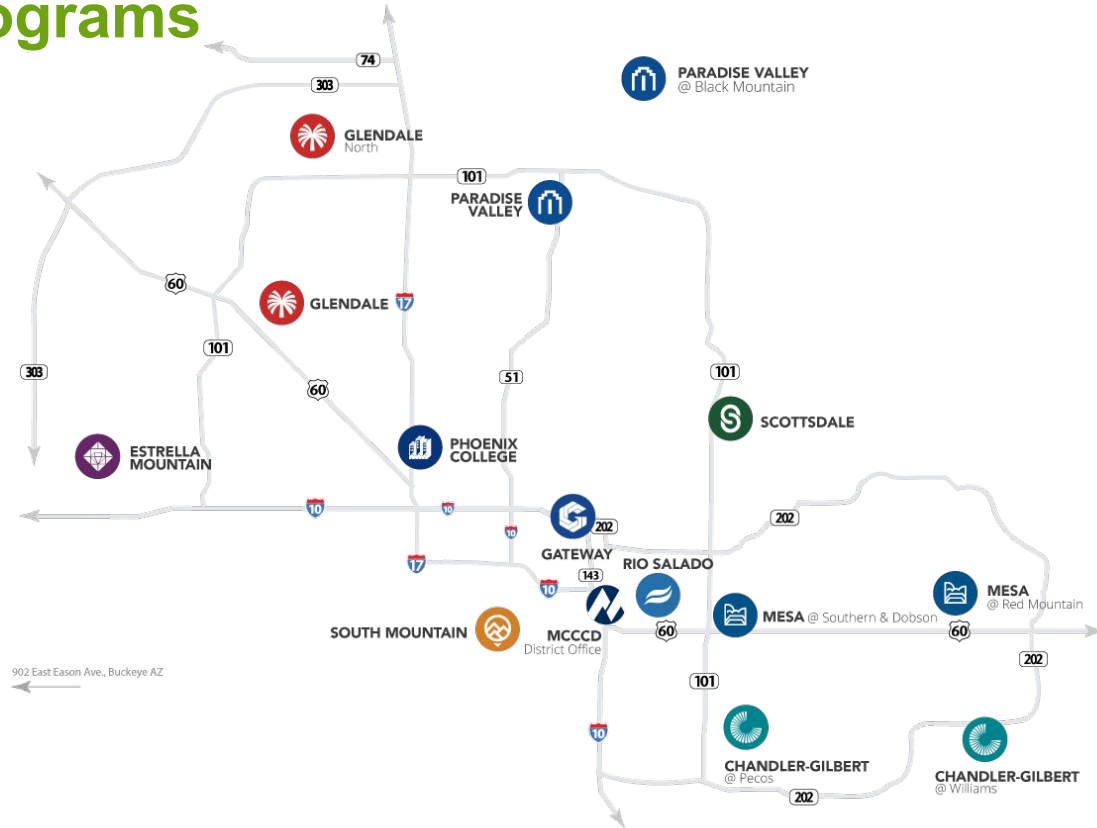 ograms
74
303
PARADISE VALLEY
@ Black Mountain
GLENDALE
North
101
PARADISE
VALLEY
60
GLENDALE
17
101
303
60
51
101
SCOTTSDALE
ESTRELLA
MOUNTAIN
PHOENIX
COLLEGE
10
10
10
202
202
GATEWAY
17
RIO SALADO
143
10
MESA
@ Red Mountain
SOUTH MOUNTAIN
MCCCD
District Office
60
MESA @ Southern & Dobson
60
202
902 East Eason Ave., Buckeye AZ
101
10
CHANDLER-GILBERT
@ Pecos
CHANDLER-GILBERT
@ Williams
202